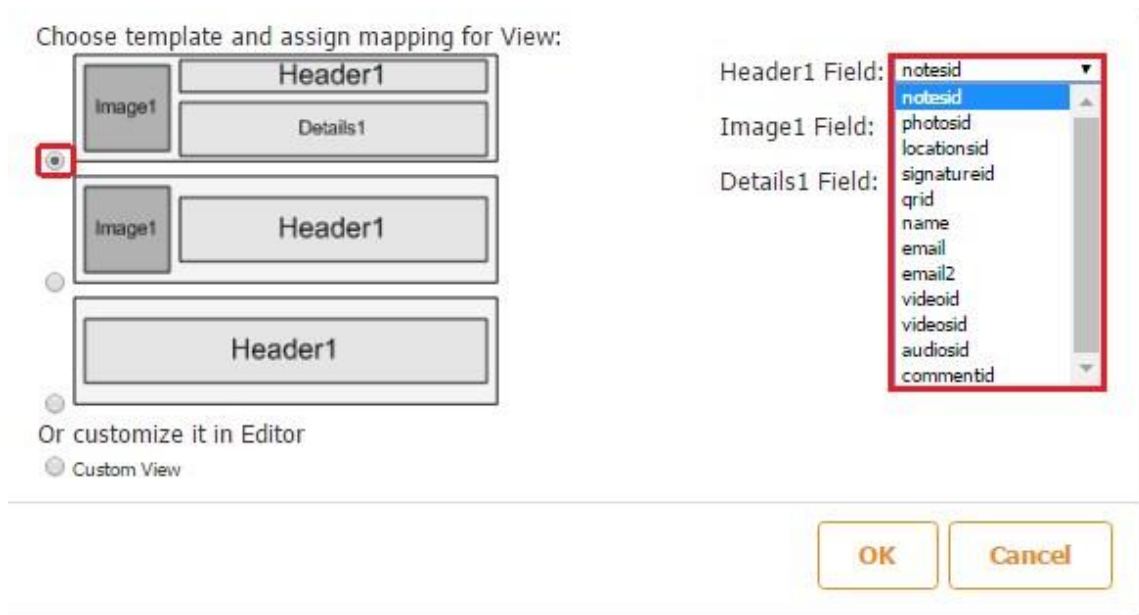 Choose template and assign mapping for View:
Image1
Header1
Details1
Image1
Header1
Header1
Or customize it in Editor
Custom View
Header1 Field: notesid
Image1 Field:
Details1 Field:
notesid
photosid
locationsid
signatureid
qrid
name
email
email2
videoid
videosid
audiosid
commentid
OK
Cancel